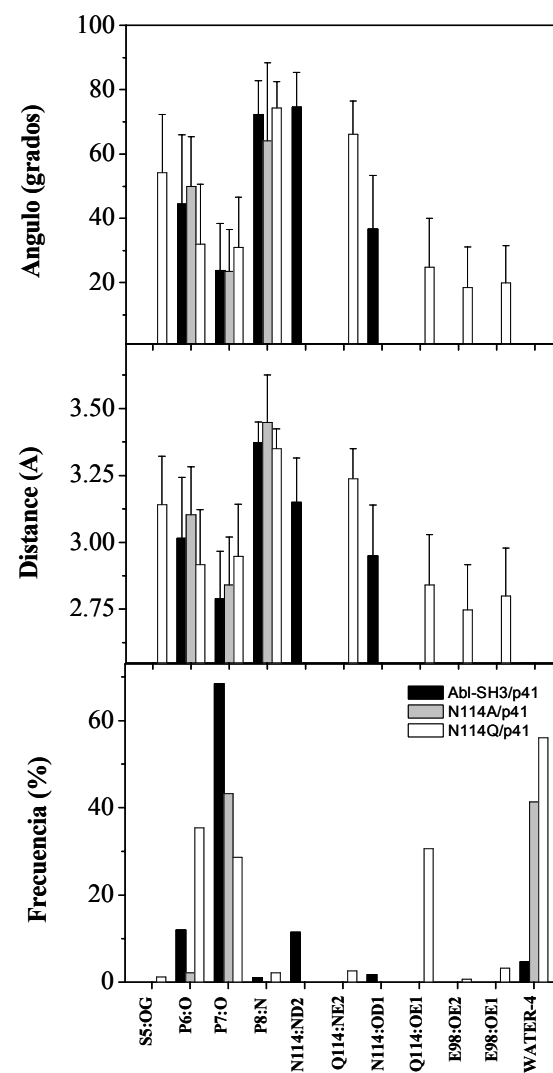 100
80
60
40
20
Angulo (grados)
3.50
3.25
3.00
2.75
Distance (A)
Abl-SH3/p41
N114A/p41
N114Q/p41
60
40
20
0
Frecuencia (%)
S5:OG
P6:O
P7:O
P8:N
N114:ND2
Q114:NE2
N114:OD1
Q114:OE1
E98:OE2
E98:OE1
WATER-4